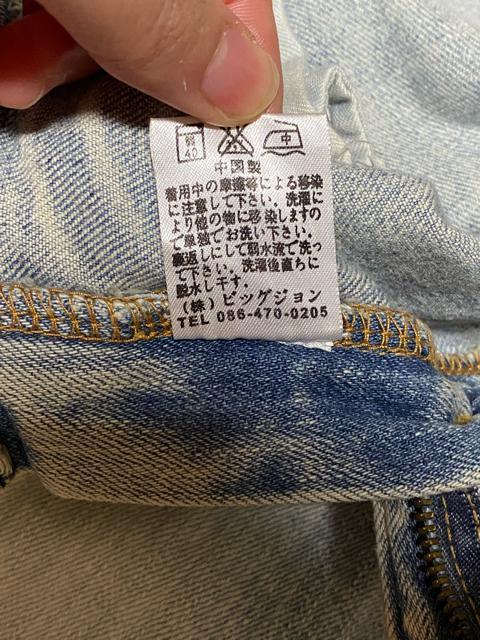 弱
40
中
中国製
着用中の摩擦等による移染
に注意して下さい。洗濯に
より他の物に移染しますの
で単独でお洗い下さい。
裏返しにして弱水流で洗っ
て下さい。洗濯後直ちに
脱水し干す。
(株)ビッグジョン
TEL 086-470-0205